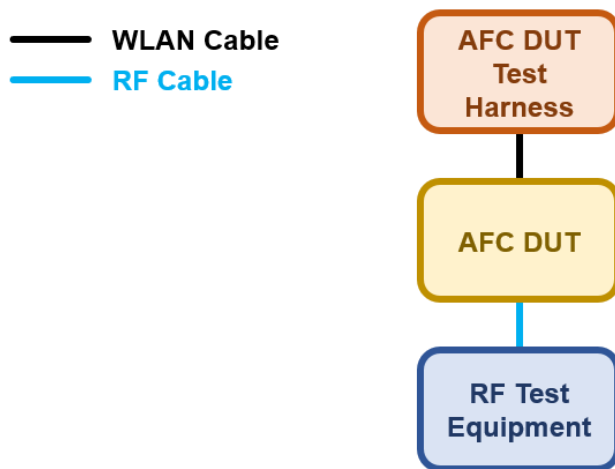 WLAN Cable
RF Cable
AFC DUT
Test
Harness
AFC DUT
RF Test
Equipment